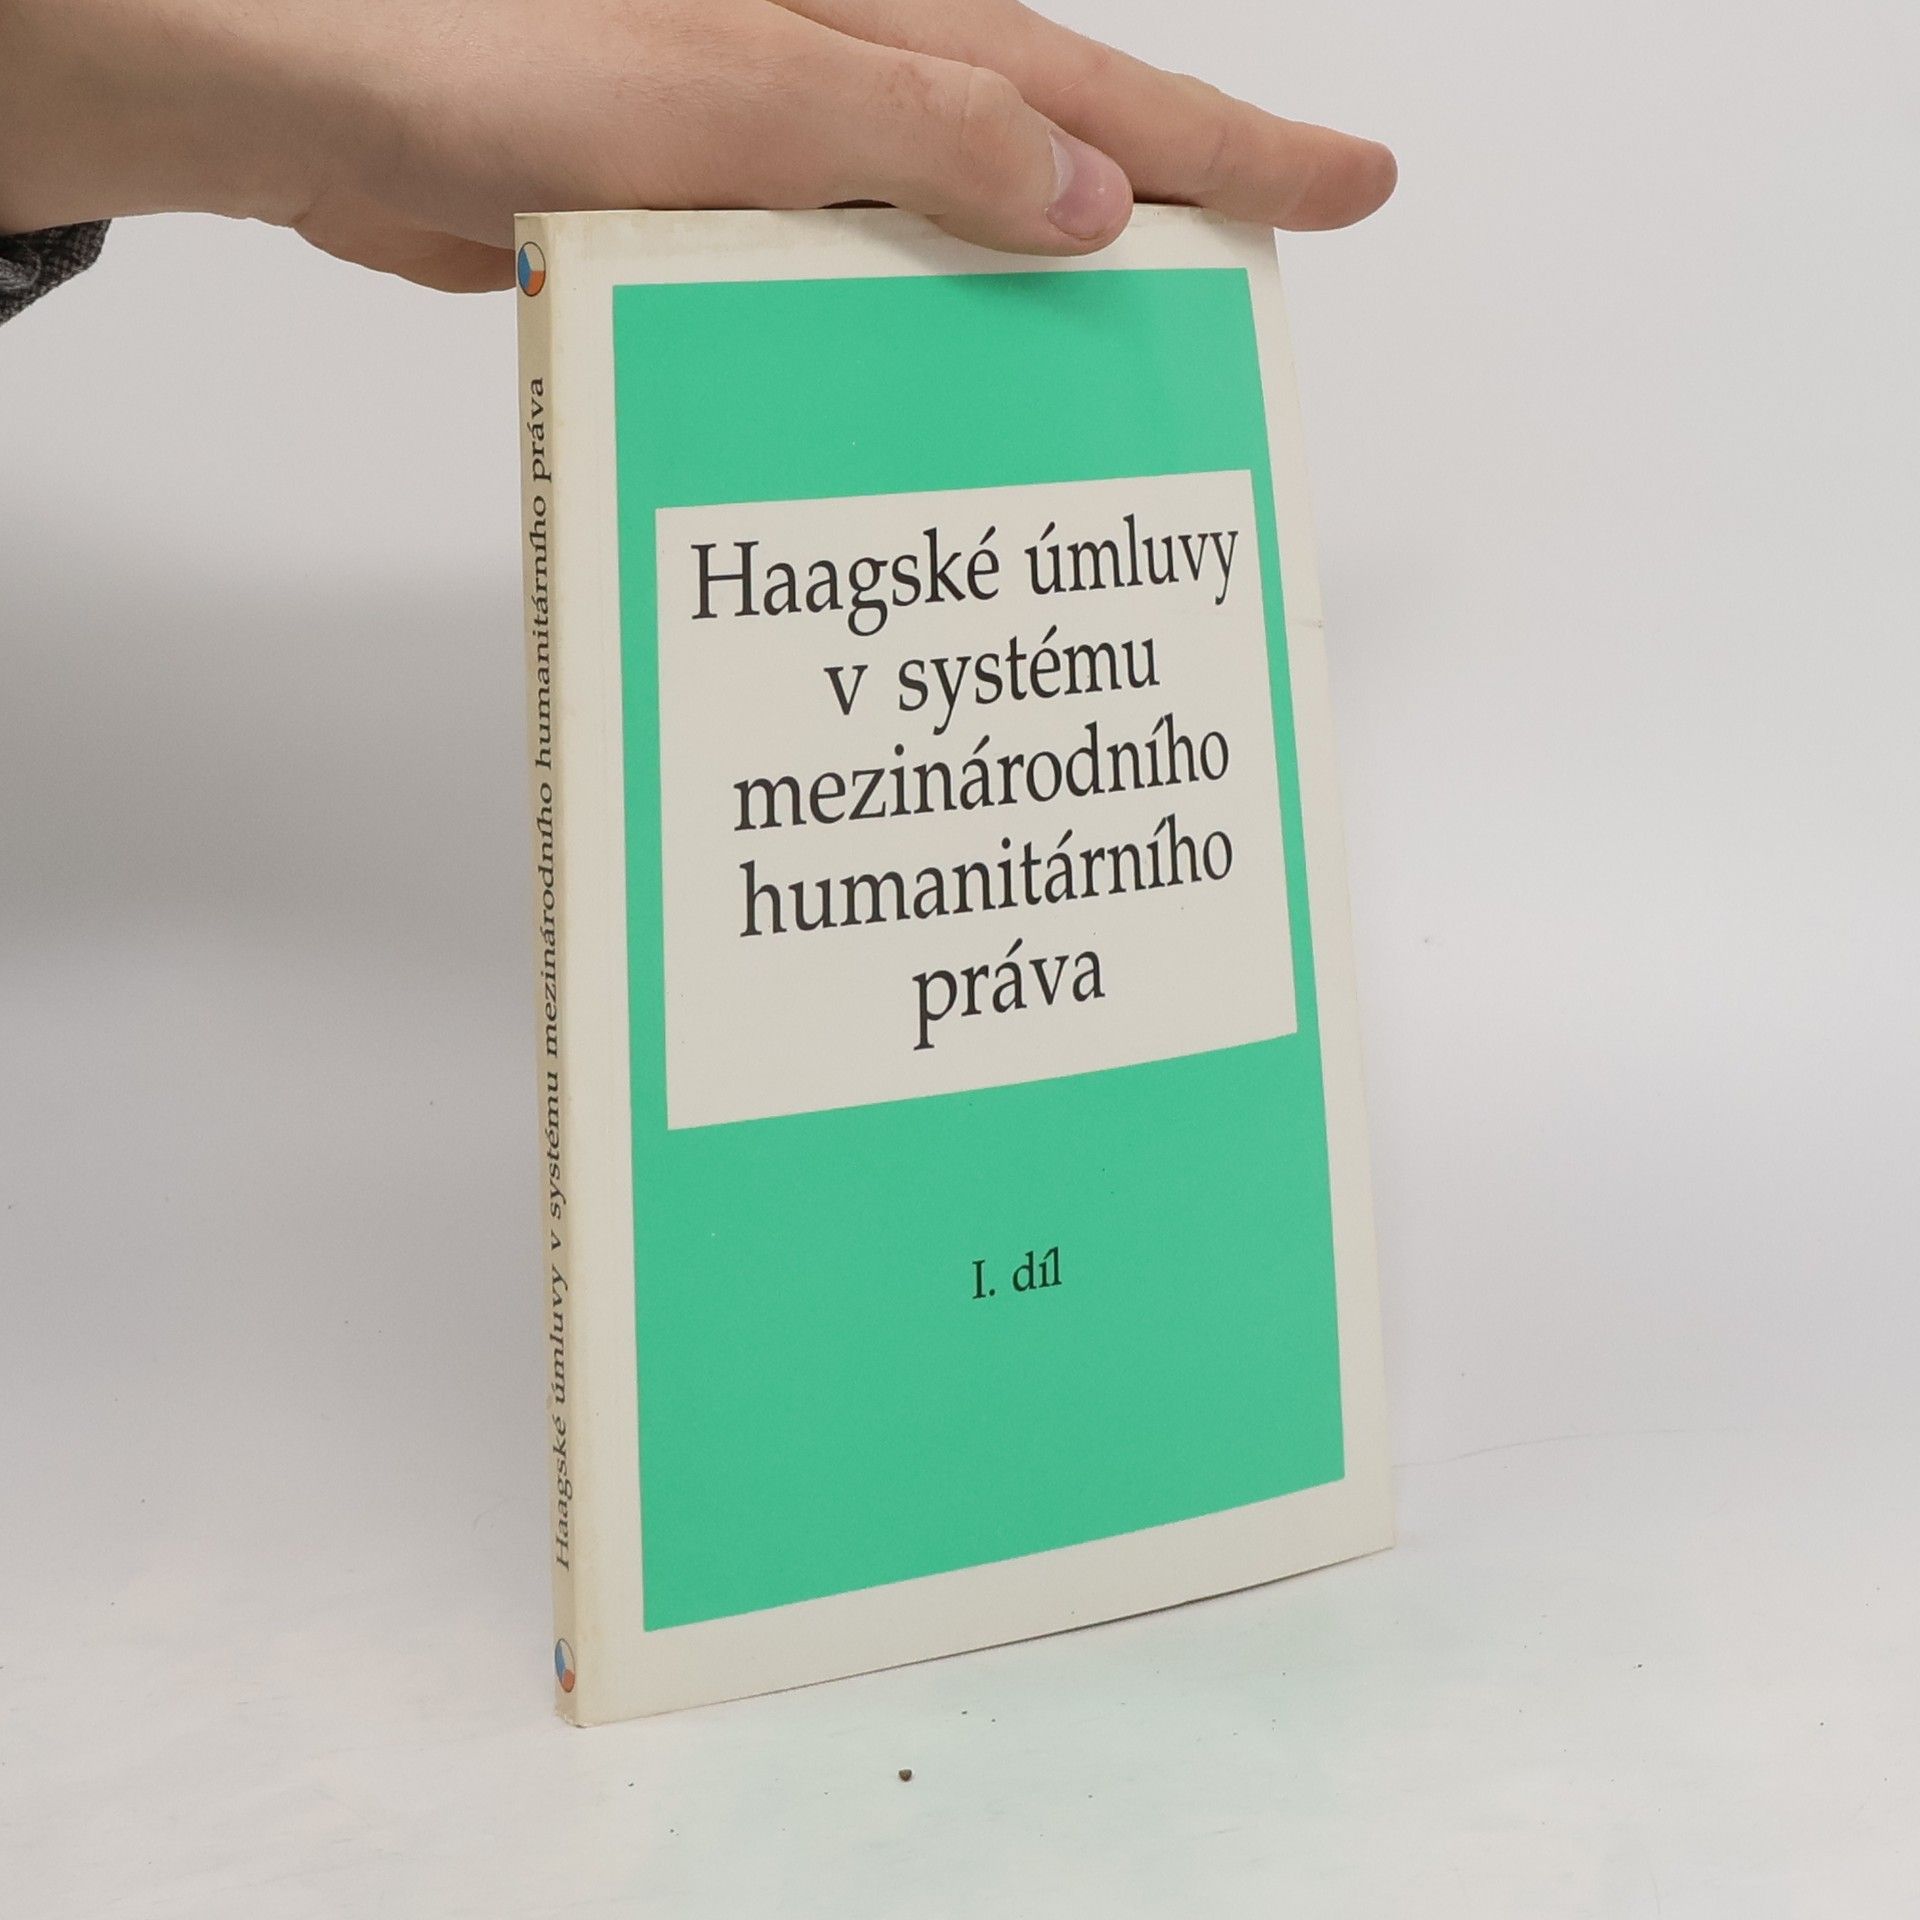 Haagské úmluvy v systému mezinárodního humanitárního práva
Haagské úmluvy
v systému
mezinárodního
humanitárního
práva
I. díl